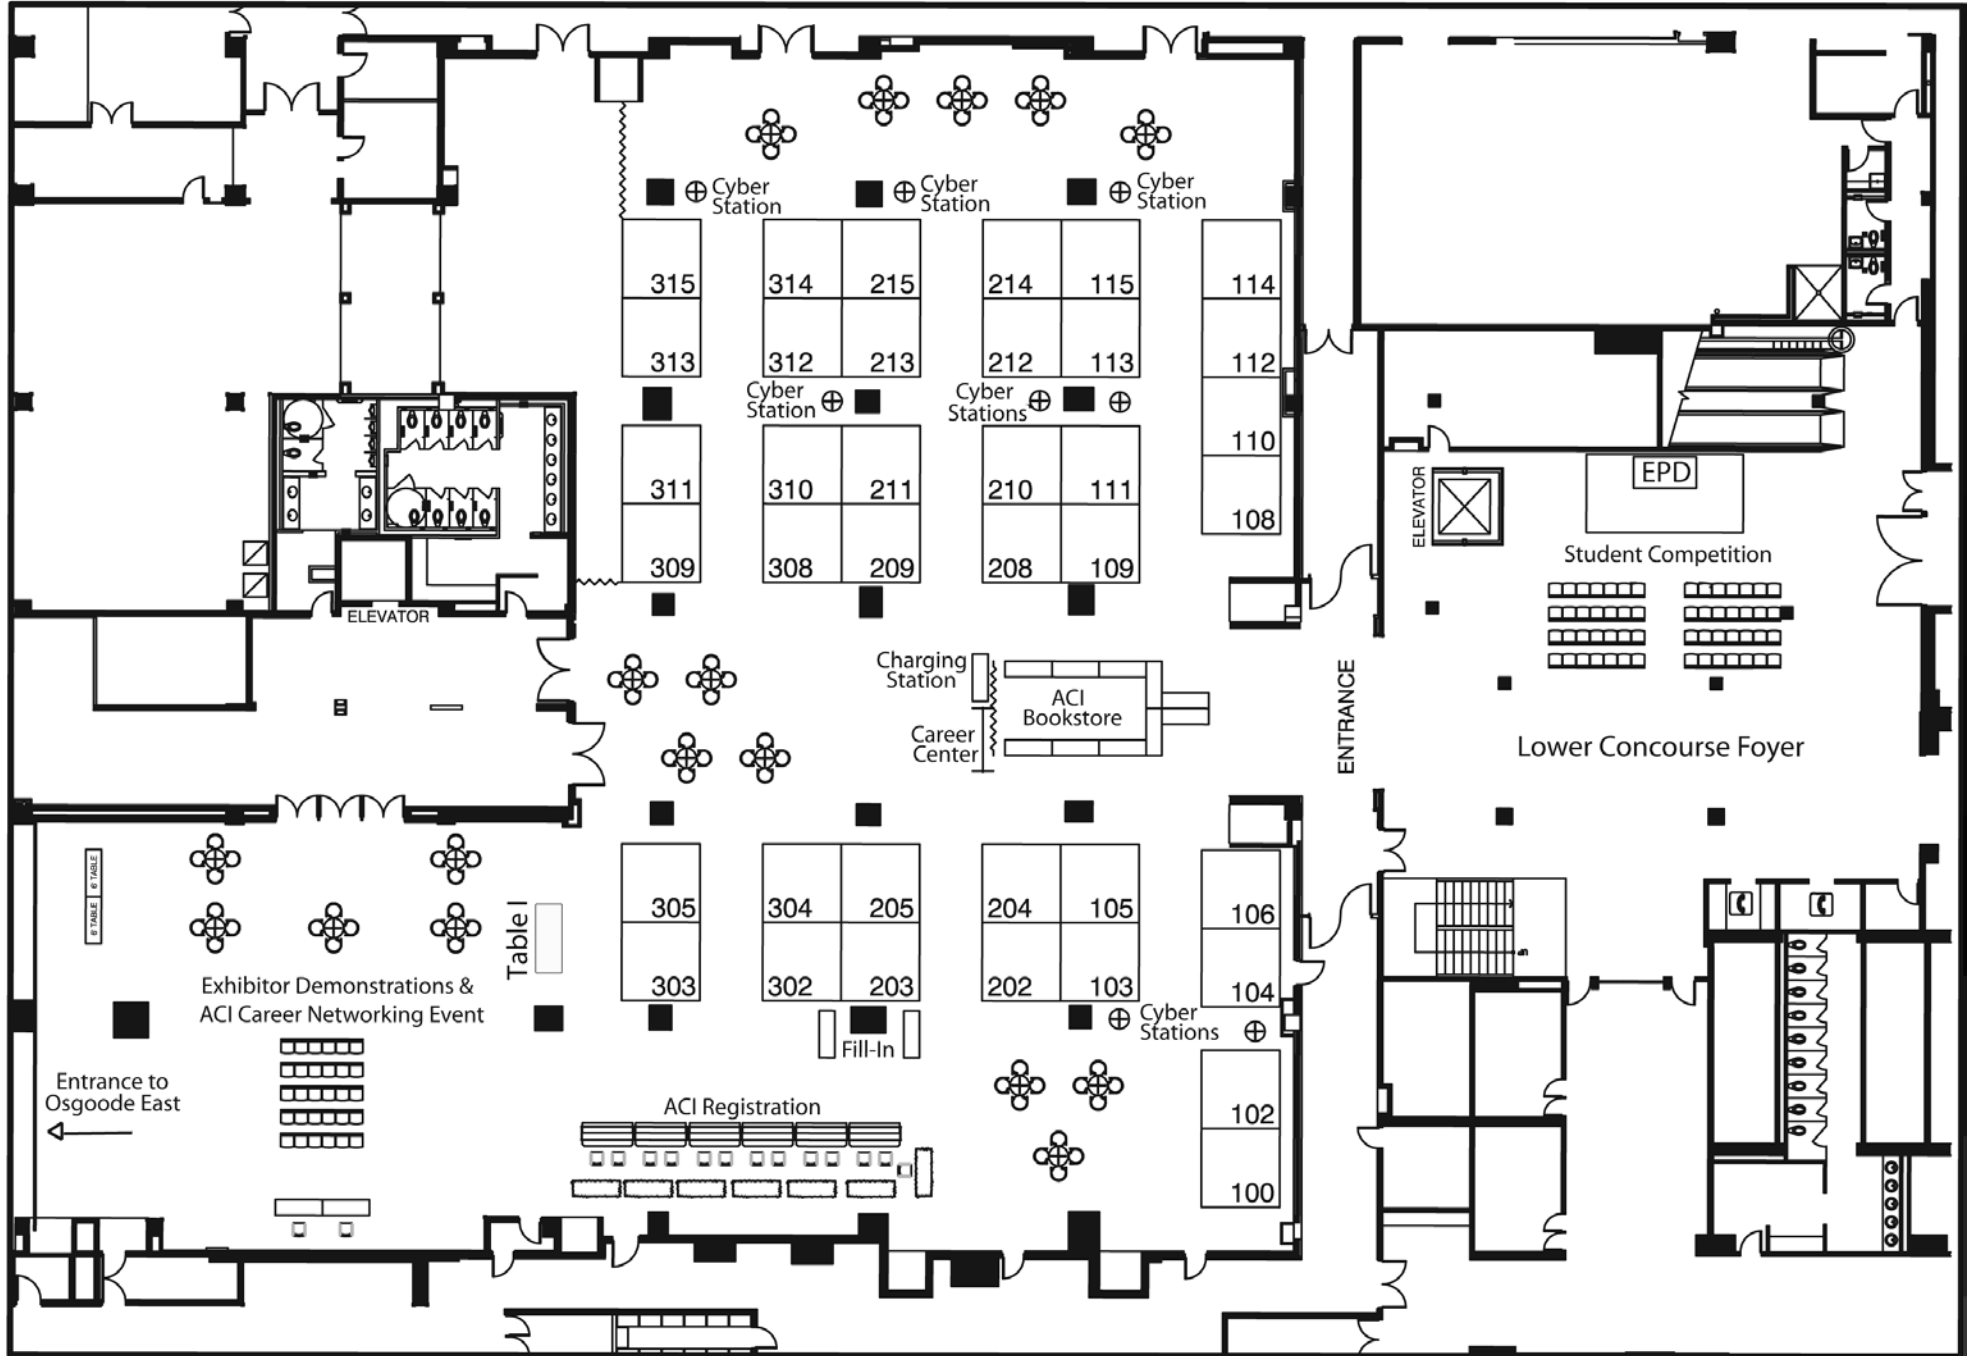 Cyber
Station
Cyber
Station
Cyber
Station
315
314
215
214
115
114
313
312
213
212
113
112
Cyber
Station
Cyber
Stations
110
311
310
211
210
111
108
309
308
209
208
109
ELEVATOR
ELEVATOR
EPD
Student Competition
Charging
Station
ACI
Bookstore
Career
Center
ENTRANCE
Lower Concourse Foyer
6' TABLE
6' TABLE
Table I
305
304
205
204
105
106
303
302
203
202
103
104
Exhibitor Demonstrations &
ACI Career Networking Event
Cyber
Stations
Fill-In
Entrance to
Osgoode East
ACI Registration
102
100